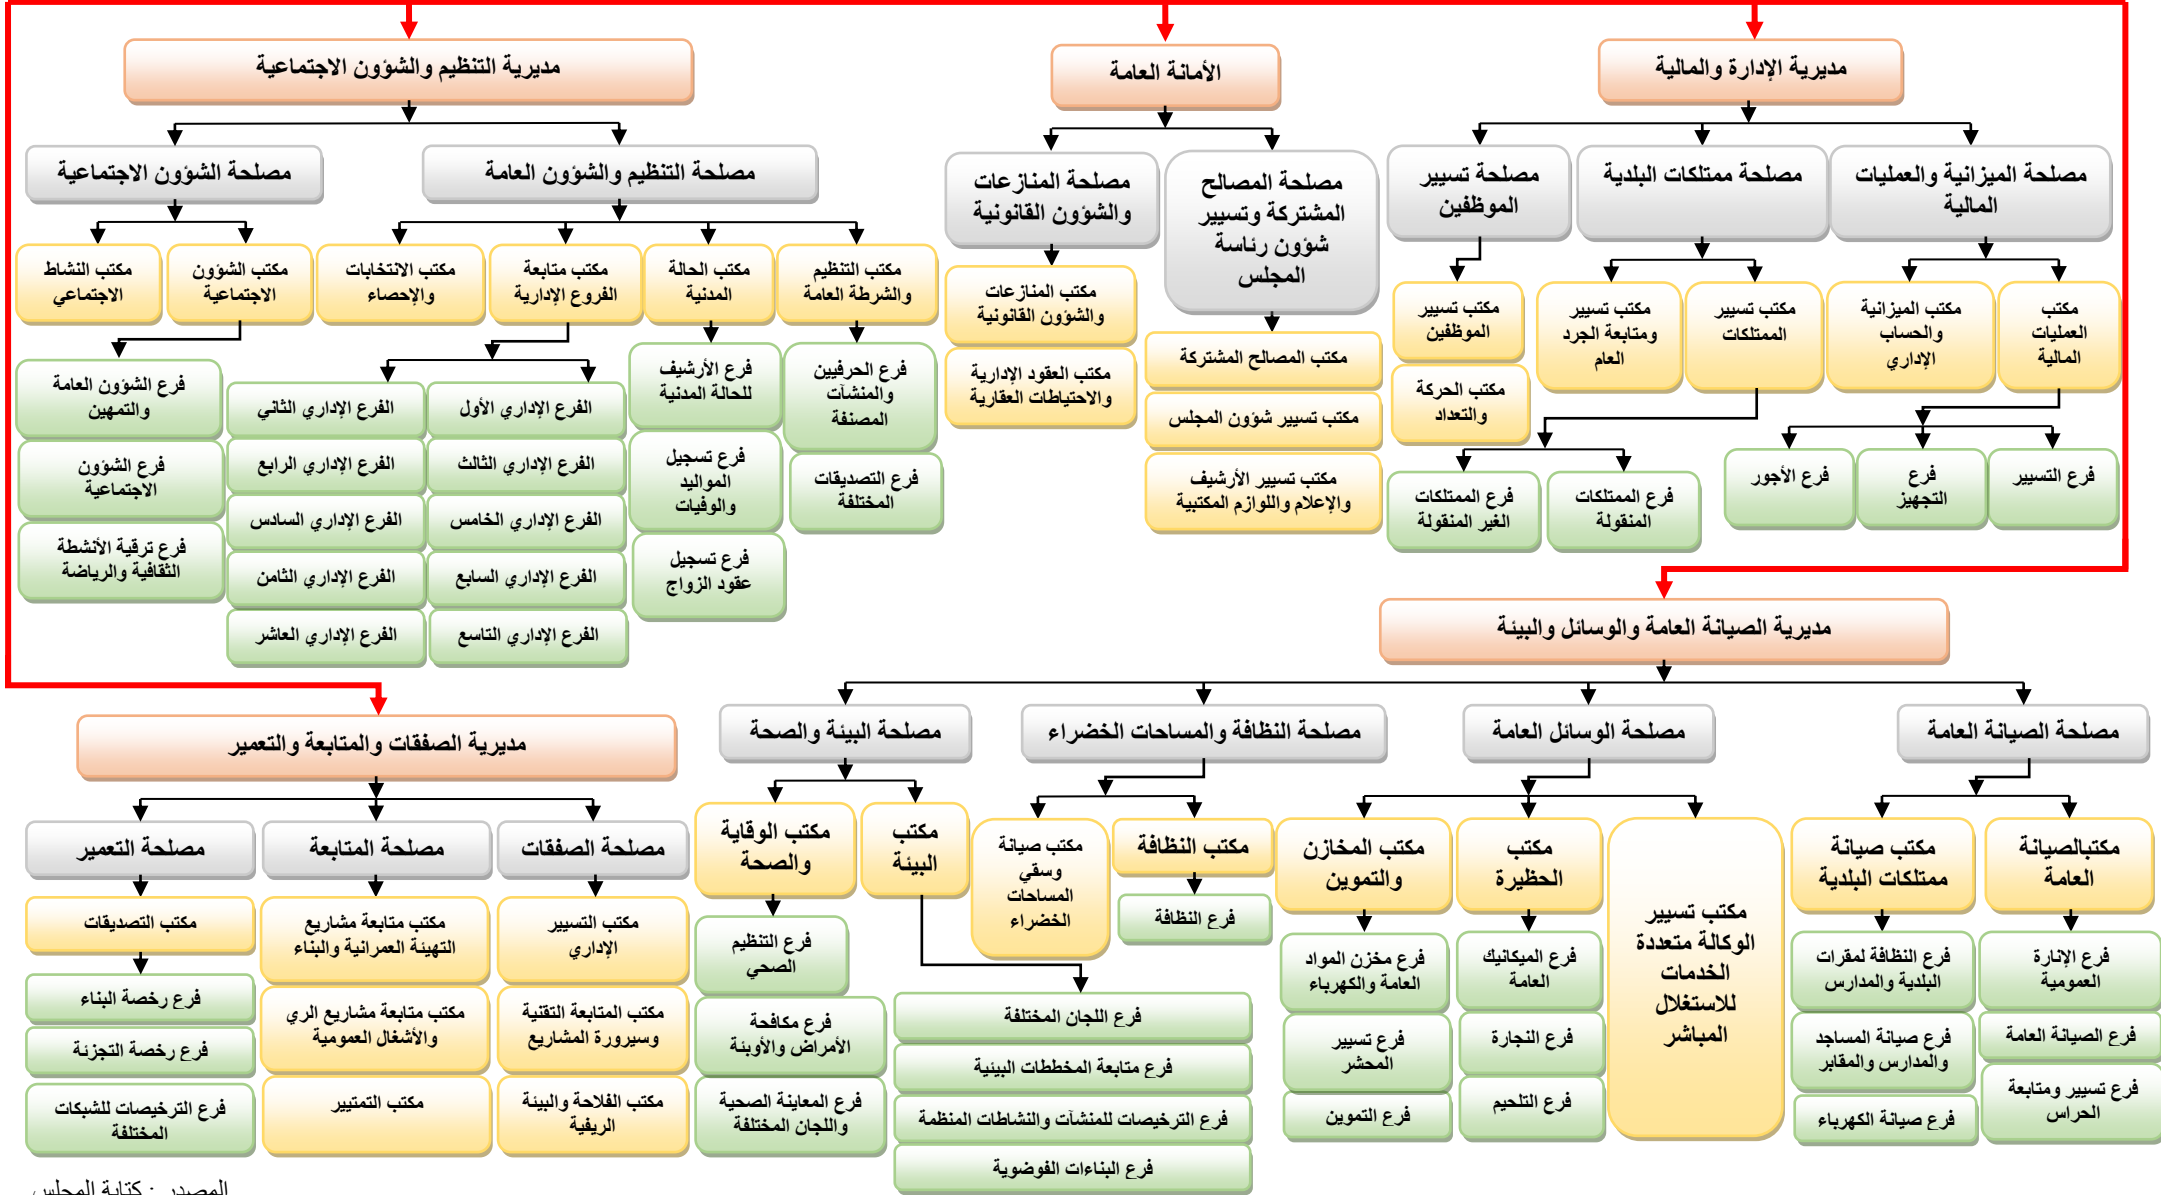 مديرية الإدارة والمالية
الأمانة العامة
مديرية التنظيم والشؤون الاجتماعية
مصلحة الميزانية والعمليات
المالية
مصلحة ممتلكات البلدية
مصلحة تسيير
الموظفين
مكتب
العمليات
المالية
مكتب الميزانية
والحساب
الإداري
مكتب تسيير
الممتلكات
مكتب تسيير
ومتابعة الجرد
العام
مكتب تسيير
الموظفين
مكتب الحركة
والتعداد
فرع التسيير
فرع
التجهيز
فرع الأجور
فرع الممتلكات
المنقولة
فرع الممتلكات
الغير المنقولة
مصلحة المصالح
المشتركة وتسيير
شؤون رئاسة
المجلس
مصلحة المنازعات
والشؤون القانونية
مكتب المصالح المشتركة
مكتب تسيير شؤون المجلس
مكتب تسيير الأرشيف
والإعلام واللوازم المكتبية
مكتب المنازعات
والشؤون القانونية
مكتب العقود الإدارية
والاحتياطات العقارية
مصلحة التنظيم والشؤون العامة
مصلحة الشؤون الاجتماعية
مكتب التنظيم
والشرطة العامة
مكتب الحالة
المدنية
مكتب متابعة
الفروع الإدارية
مكتب الانتخابات
والإحصاء
مكتب الشؤون
الاجتماعية
مكتب النشاط
الاجتماعي
فرع الحرفيين
والمنشآت
المصنفة
فرع التصديقات
المختلفة
فرع الأرشيف
للحالة المدنية
فرع تسجيل
المواليد
والوفيات
فرع تسجيل
عقود الزواج
الفرع الإداري الأول
الفرع الإداري الثاني
الفرع الإداري الثالث
الفرع الإداري الرابع
الفرع الإداري الخامس
الفرع الإداري السادس
الفرع الإداري السابع
الفرع الإداري الثامن
الفرع الإداري التاسع
الفرع الإداري العاشر
فرع الشؤون العامة
والتمهين
فرع الشؤون
الاجتماعية
فرع ترقية الأنشطة
الثقافية والرياضة
مديرية الصيانة العامة والوسائل والبيئة
مصلحة الصيانة العامة
مصلحة الوسائل العامة
مصلحة النظافة والمساحات الخضراء
مصلحة البيئة والصحة
مكتبالصيانة
العامة
مكتب صيانة
ممتلكات البلدية
فرع الإنارة
العمومية
فرع الصيانة العامة
فرع تسيير ومتابعة
الحراس
فرع النظافة لمقرات
البلدية والمدارس
فرع صيانة المساجد
والمدارس والمقابر
فرع صيانة الكهرباء
مكتب تسيير
الوكالة متعددة
الخدمات
للاستغلال
المباشر
مكتب
الحظيرة
مكتب المخازن
والتموين
فرع الميكانيك
العامة
فرع النجارة
فرع التلحيم
فرع مخزن المواد
العامة والكهرباء
فرع تسيير
المحشر
فرع التموين
مكتب النظافة
مكتب صيانة
وسقي
المساحات
الخضراء
فرع النظافة
مكتب
البيئة
مكتب الوقاية
والصحة
فرع اللجان المختلفة
فرع متابعة المخططات البيئية
فرع الترخيصات للمنشآت والنشاطات المنظمة
فرع البناءات الفوضوية
فرع التنظيم
الصحي
فرع مكافحة
الأمراض والأوبئة
فرع المعاينة الصحية
واللجان المختلفة
مديرية الصفقات والمتابعة والتعمير
مصلحة الصفقات
مصلحة المتابعة
مصلحة التعمير
مكتب التسيير
الإداري
مكتب المتابعة التقنية
وسيرورة المشاريع
مكتب الفلاحة والبيئة
الريفية
مكتب متابعة مشاريع
التهيئة العمرانية والبناء
مكتب متابعة مشاريع الري
والأشغال العمومية
مكتب التمتيير
مكتب التصديقات
فرع رخصة البناء
فرع رخصة التجزئة
فرع الترخيصات للشبكات
المختلفة
المصدر : كتابة المجلس